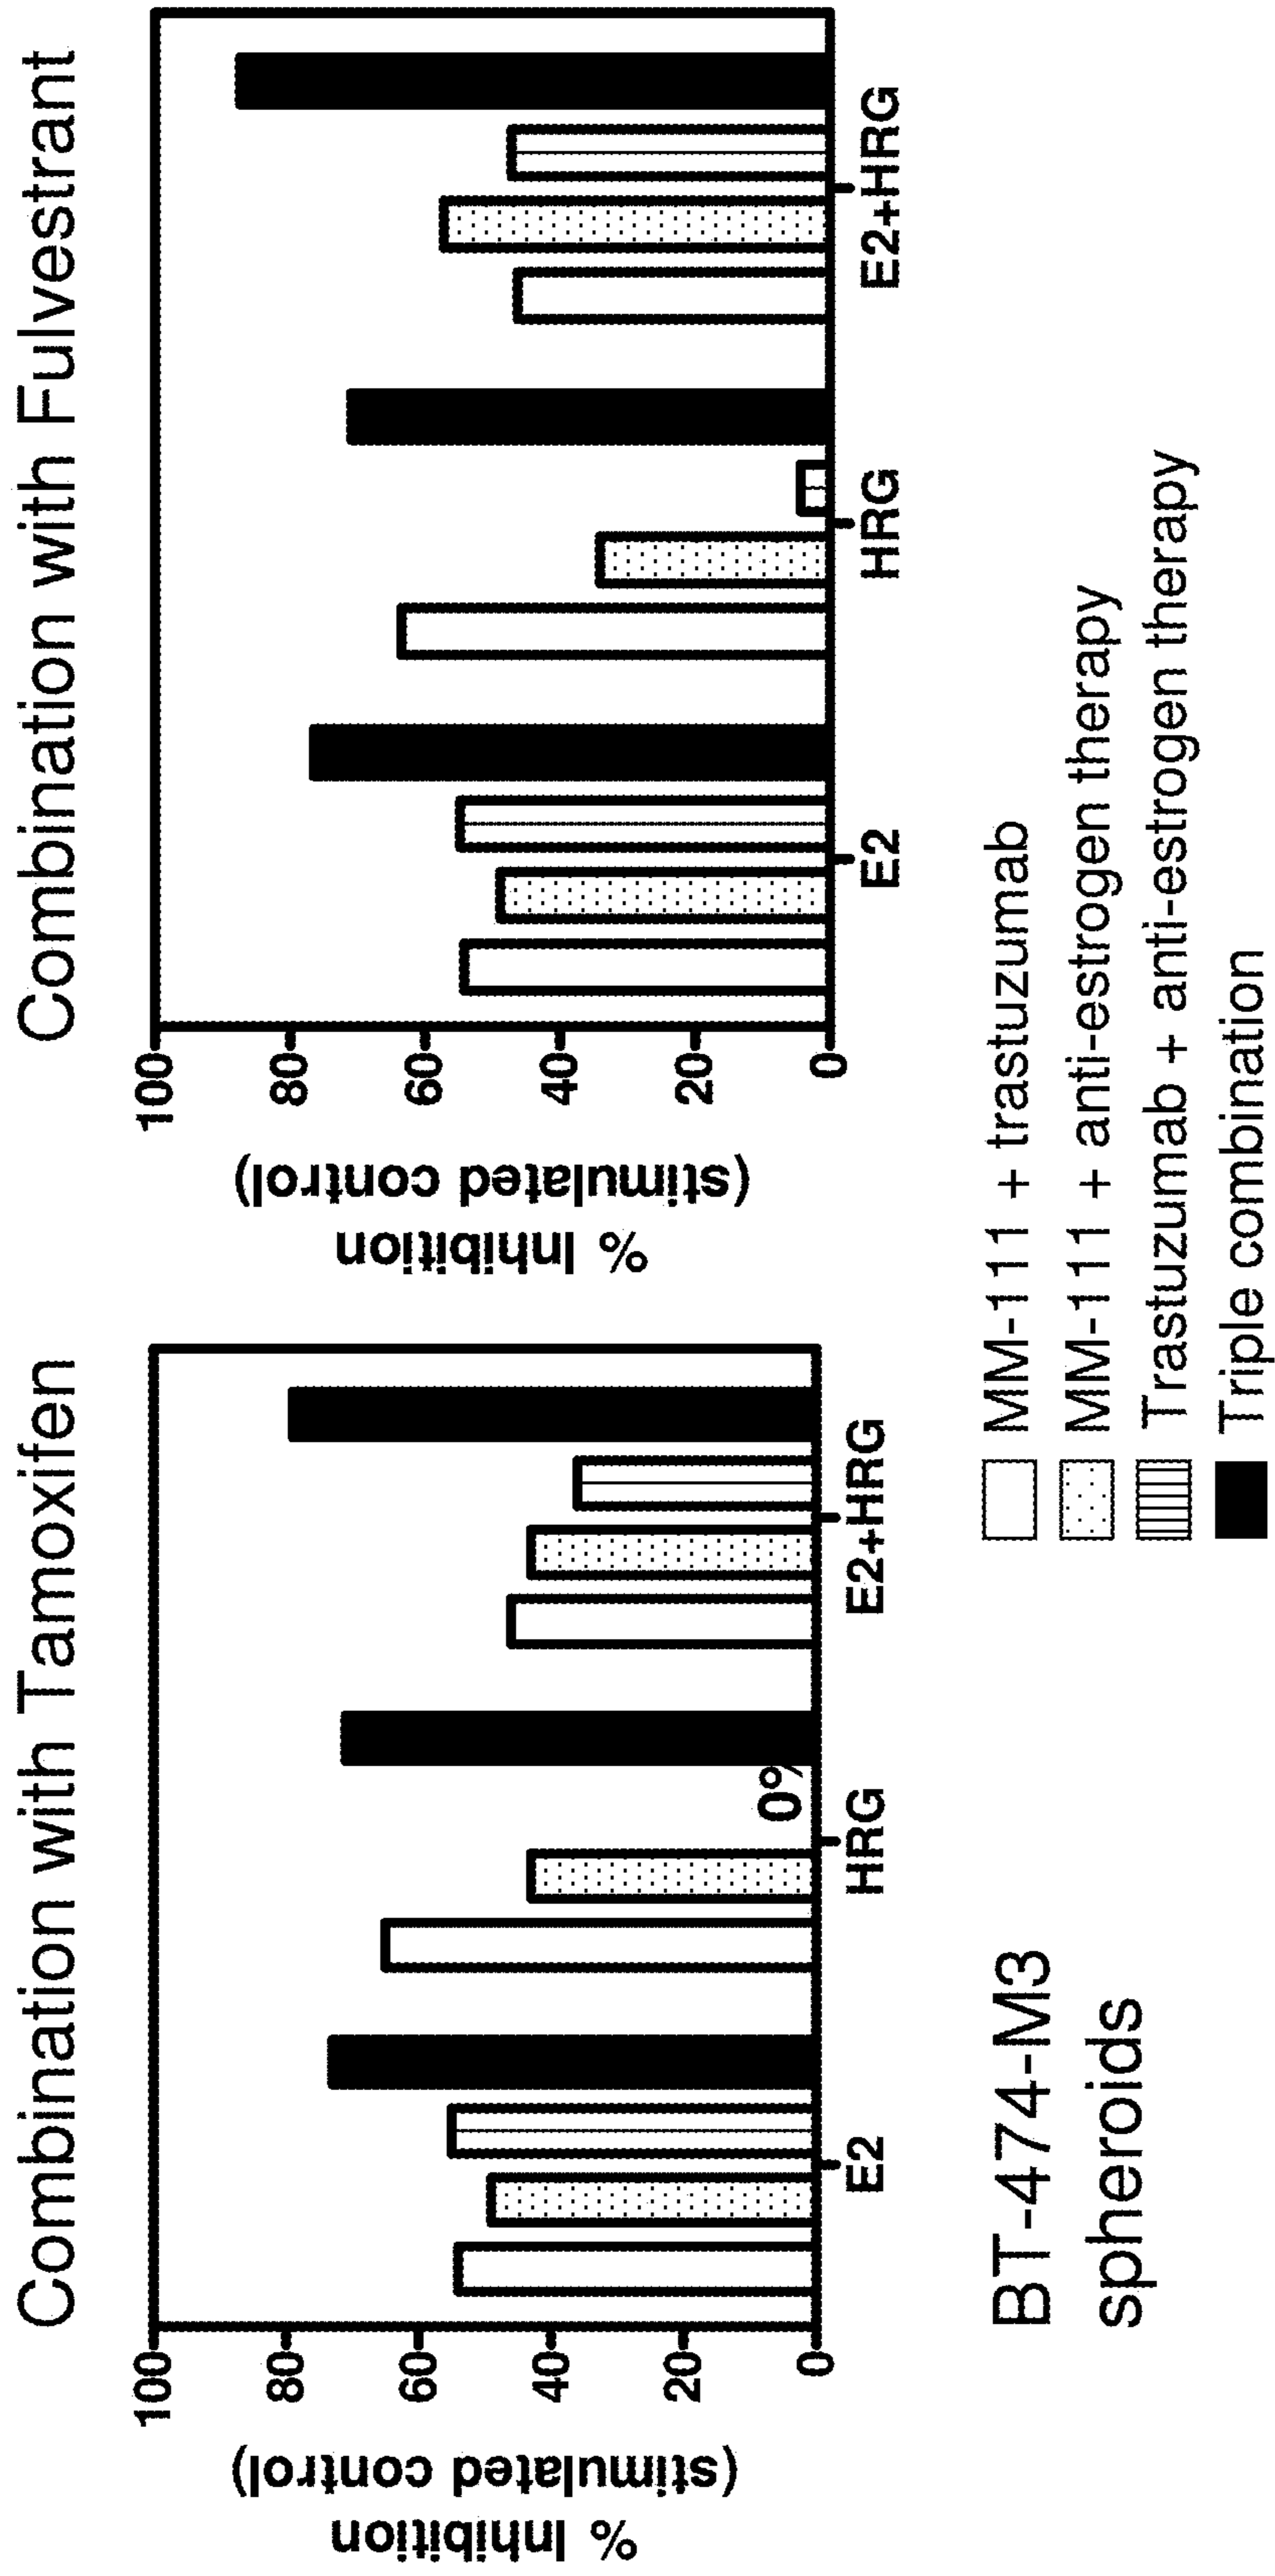 Combination with Tamoxifen
% Inhibition
(stimulated control)
100
80
60
40
20
0
0%
E2
HRG
E2+HRG
Combination with Fulvestrant
% Inhibition
(stimulated control)
100
80
60
40
20
0
E2
HRG
E2+HRG
BT-474-M3
spheroids
MM-111 + trastuzumab
MM-111 + anti-estrogen therapy
Trastuzumab + anti-estrogen therapy
Triple combination